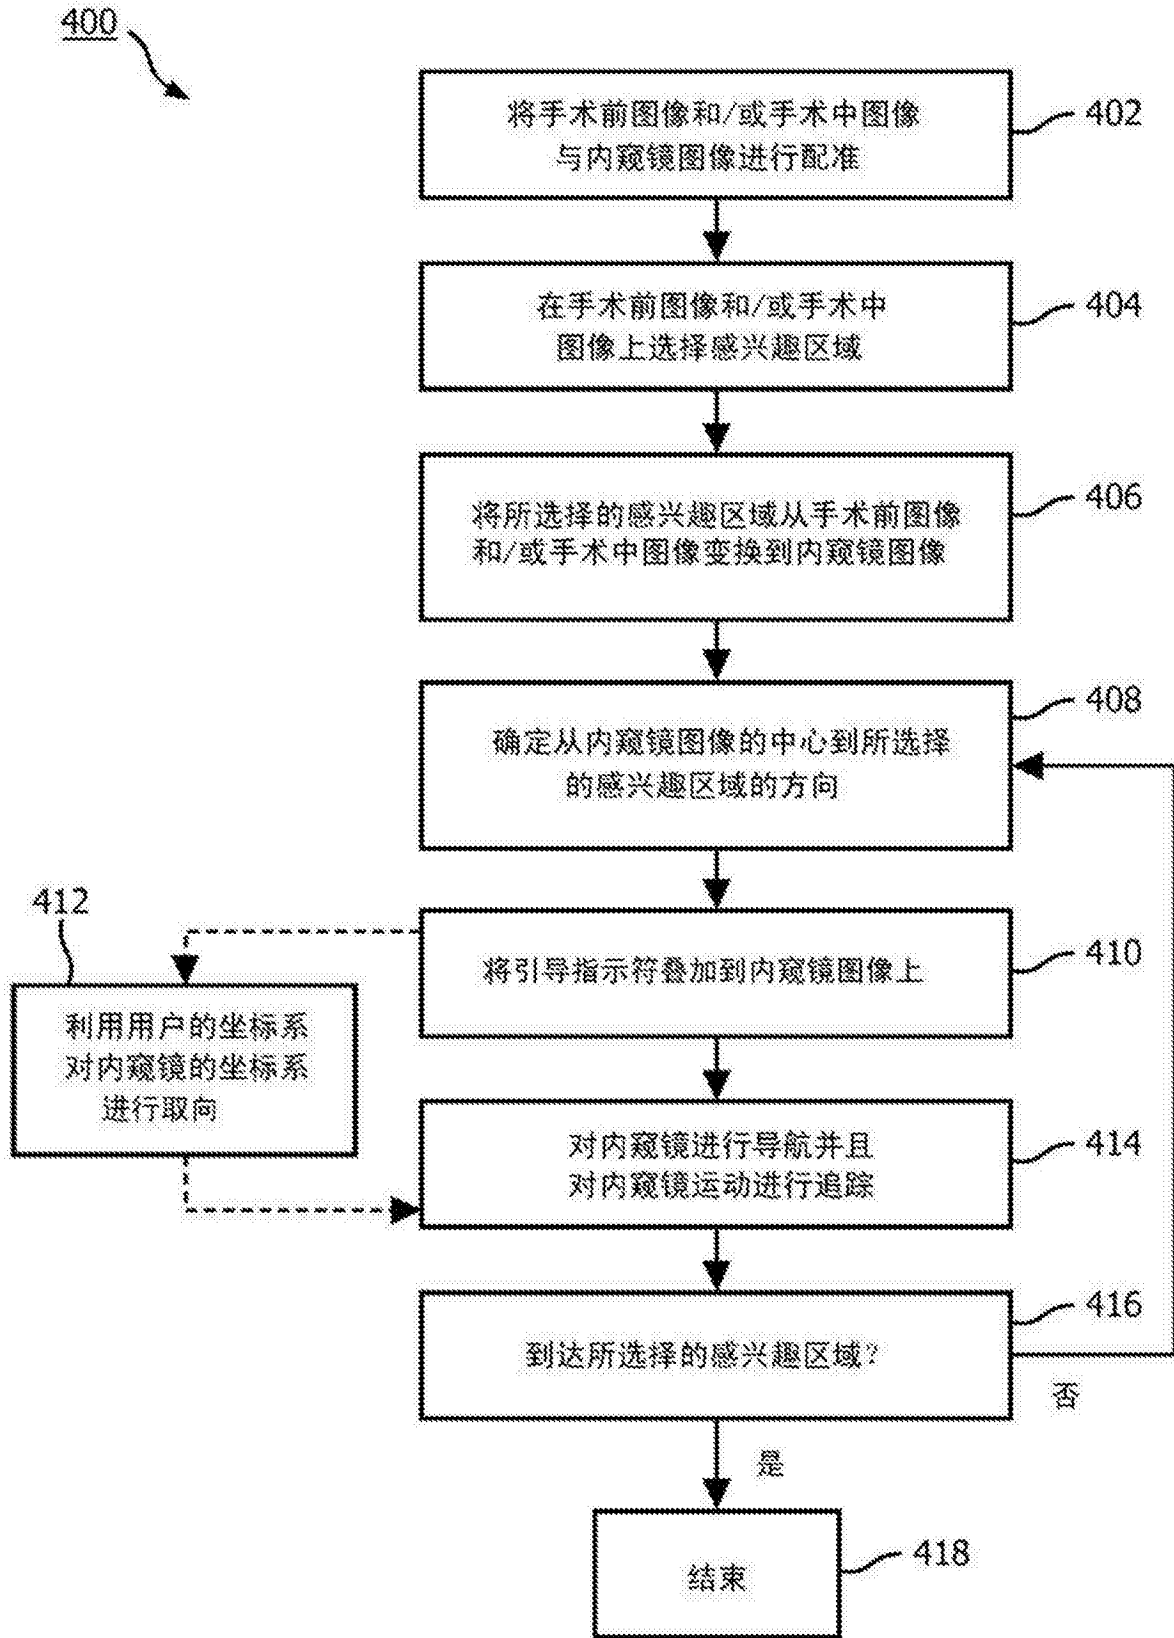 400
将手术前图像和/或手术中图像
与内窥镜图像进行配准
402
在手术前图像和/或手术中
图像上选择感兴趣区域
404
将所选择的感兴趣区域从手术前图像
和/或手术中图像变换到内窥镜图像
406
确定从内窥镜图像的中心到所选择
的感兴趣区域的方向
408
将引导指示符叠加到内窥镜图像上
410
412
利用用户的坐标系
对内窥镜的坐标系
进行取向
对内窥镜进行导航并且
对内窥镜运动进行追踪
414
到达所选择的感兴趣区域?
416
否
是
结束
418